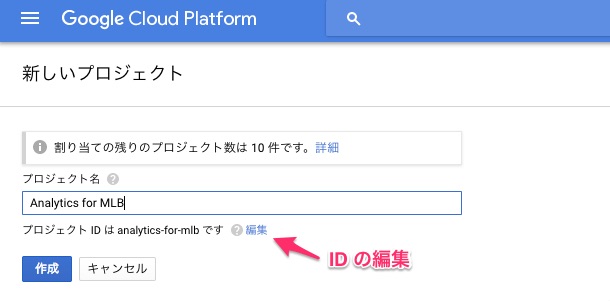 Google Cloud Platform
新しいプロジェクト
割り当ての残りのプロジェクト数は 10 件です。詳細
プロジェクト名
Analytics for MLB
プロジェクト ID は analytics-for-mlb です 編集
ID の編集
作成 キャンセル